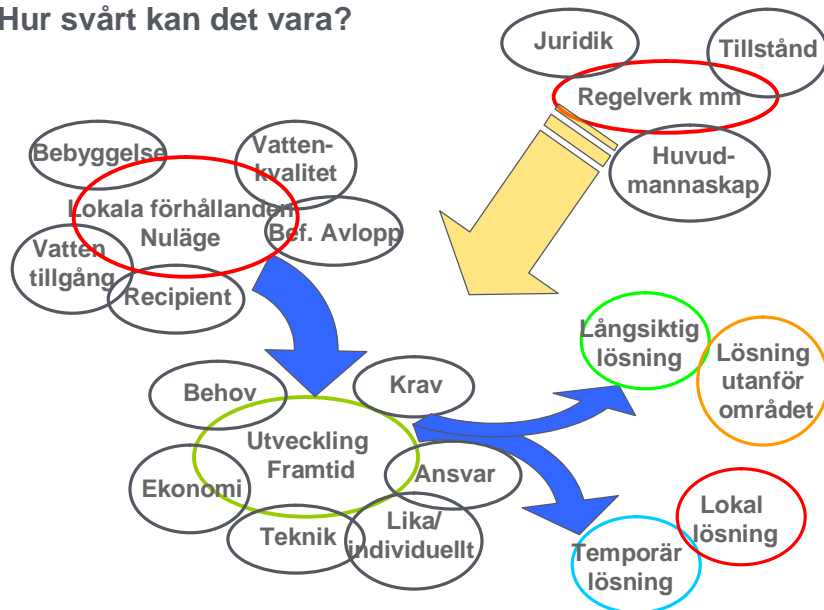 Hur svårt kan det vara?
Juridik
Tillstånd
Regelverk mm
Huvud-
mannaskap
Bebyggelse
Vatten-
kvalitet
Lokala förhållanden
Nuläge
Bef. Avlopp
Vatten
tillgång
Recipient
Behov
Krav
Utveckling
Framtid
Ekonomi
Ansvar
Teknik
Lika/
individuellt
Långsiktig
lösning
Lösning
utanför
området
Lokal
lösning
Temporär
lösning